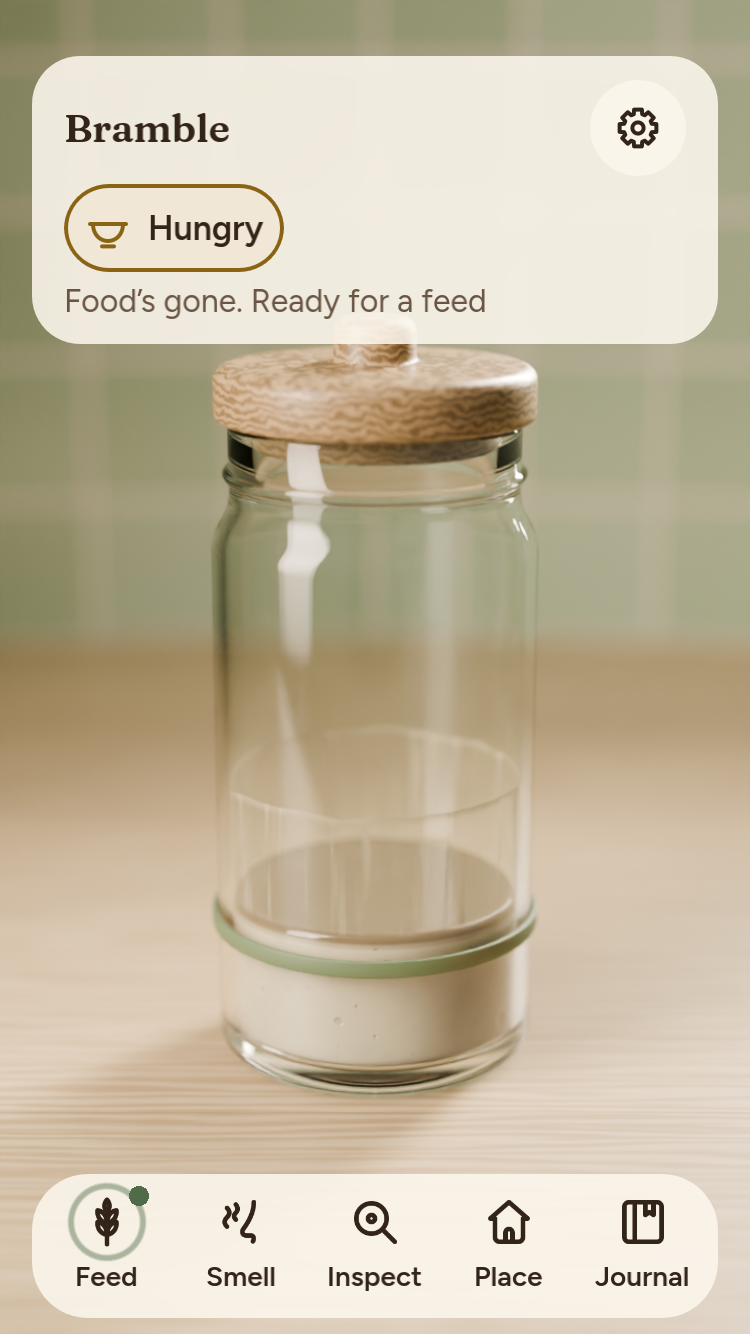 Bramble
Hungry
Food’s gone. Ready for a feed
Feed
Smell
Inspect
Place
Journal